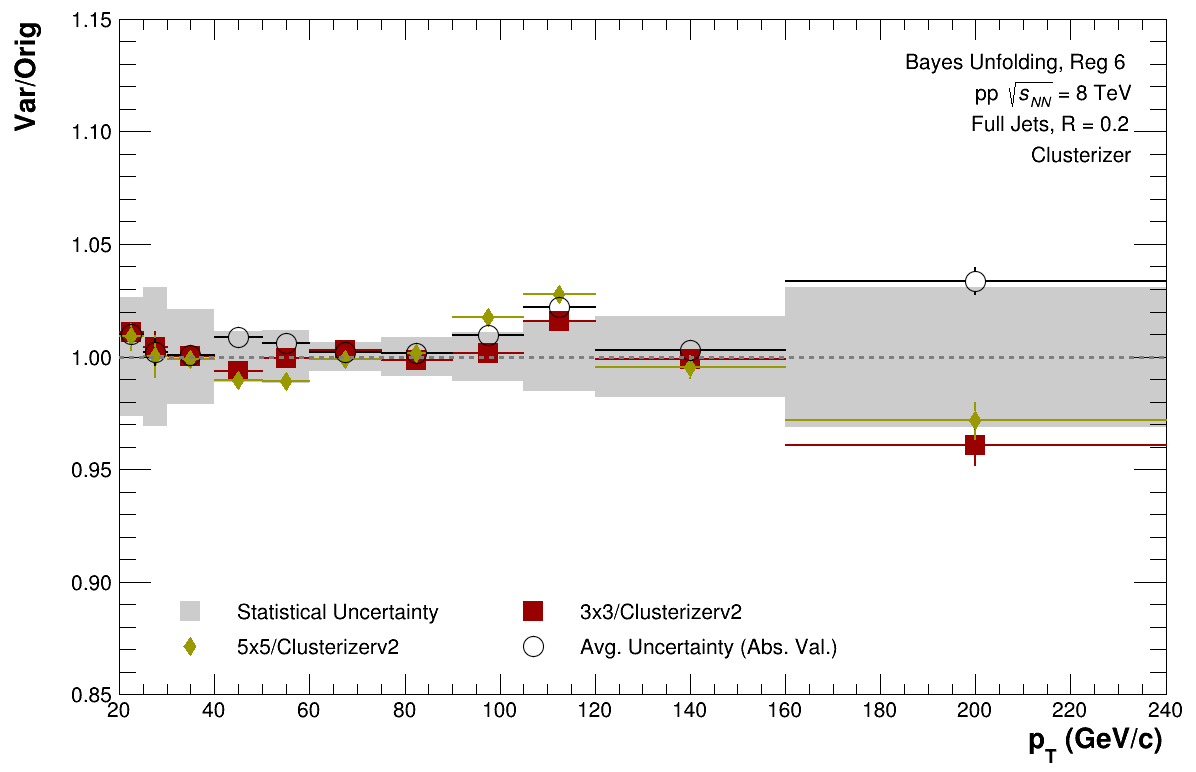 Var/Orig
1.15
1.10
1.05
1.00
0.95
0.90
0.85
Bayes Unfolding, Reg 6
pp √s_NN = 8 TeV
Full Jets, R = 0.2
Clusterizer
Statistical Uncertainty
3x3/Clusterizerv2
5x5/Clusterizerv2
Avg. Uncertainty (Abs. Val.)
20 40 60 80 100 120 140 160 180 200 220 240
p_T (GeV/c)